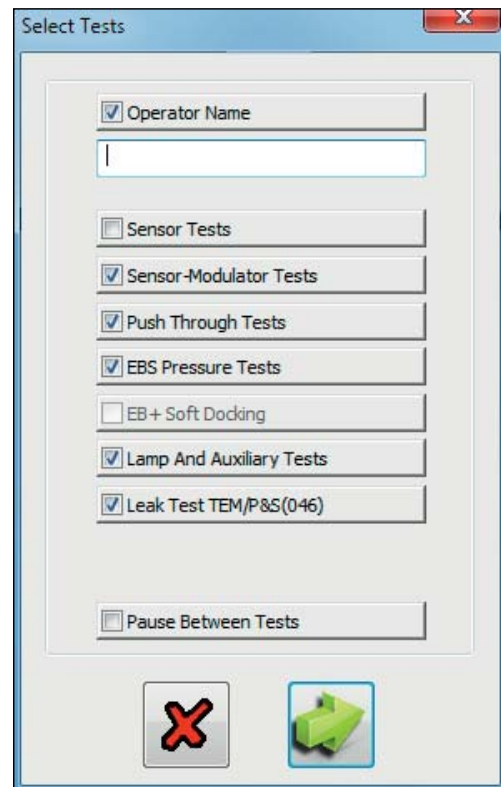 Select Tests
Operator Name
Sensor Tests
Sensor-Modulator Tests
Push Through Tests
EBS Pressure Tests
EB+ Soft Docking
Lamp And Auxiliary Tests
Leak Test TEM/P&S(046)
Pause Between Tests